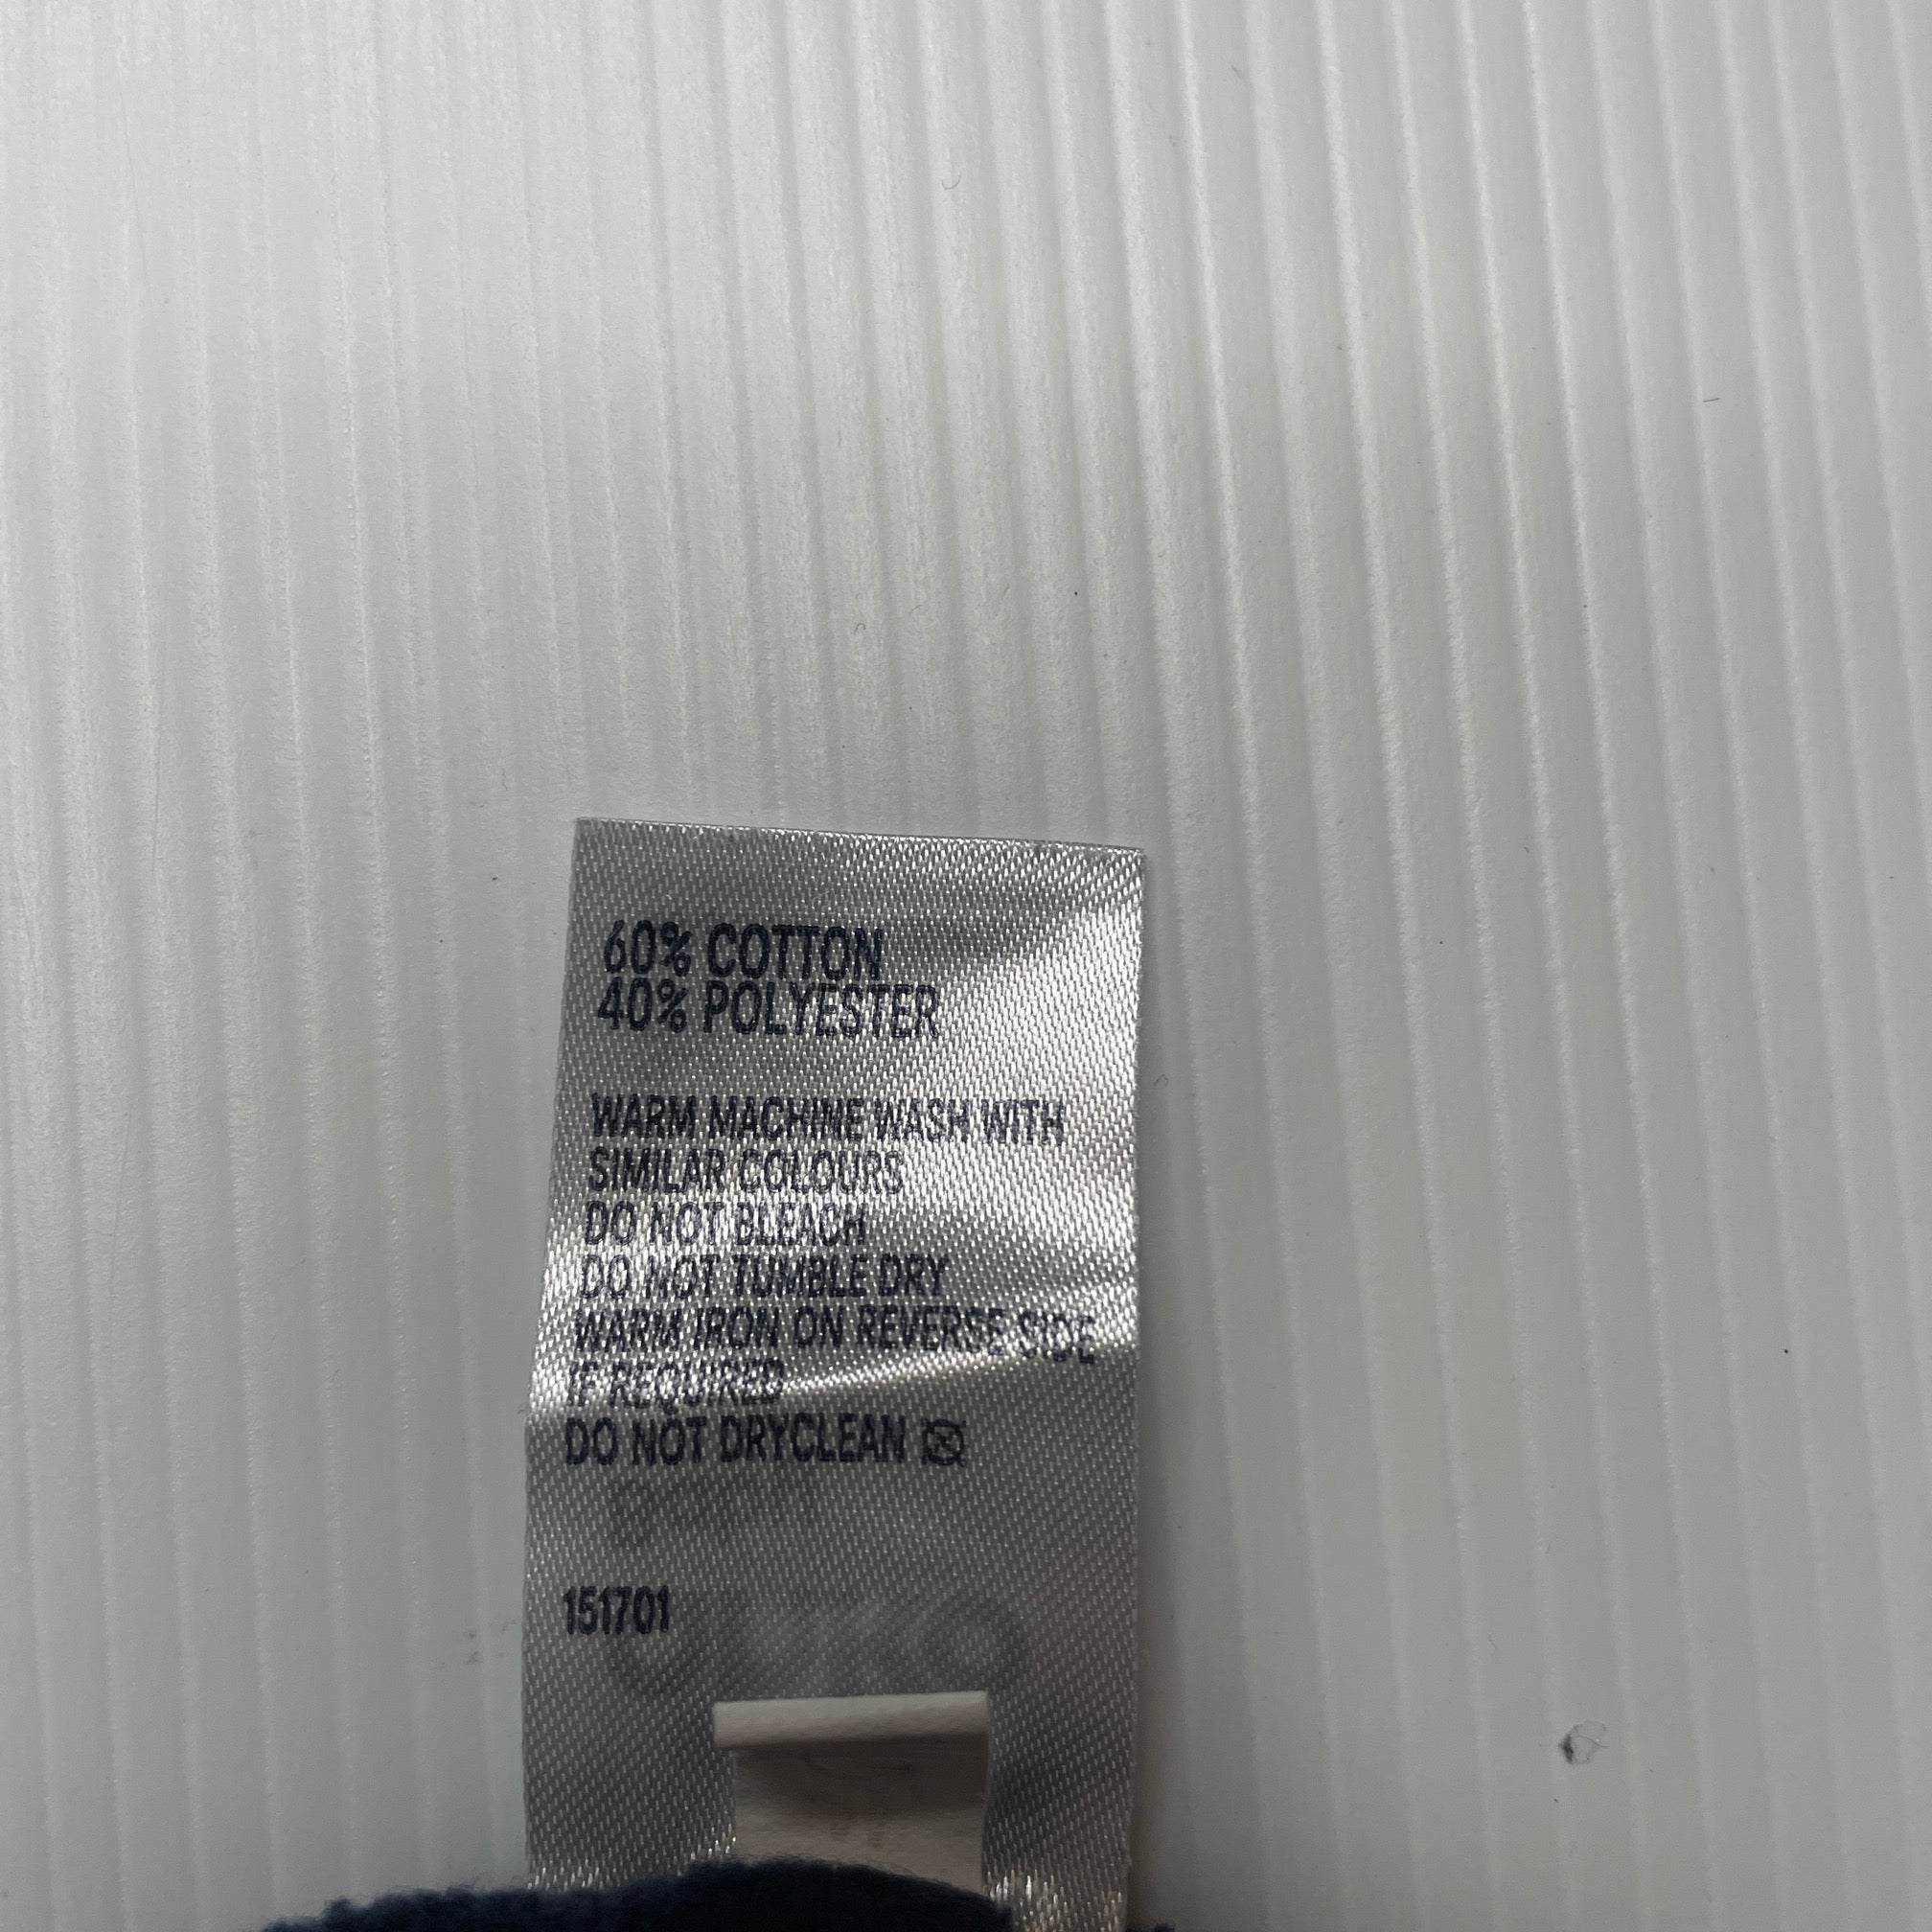 60% COTTON
40% POLYESTER
WARM MACHINE WASH WITH
SIMILAR COLOURS
DO NOT BLEACH
DO NOT TUMBLE DRY
WARM IRON ON REVERSE SIDE
IF REQUIRED
DO NOT DRYCLEAN
151701